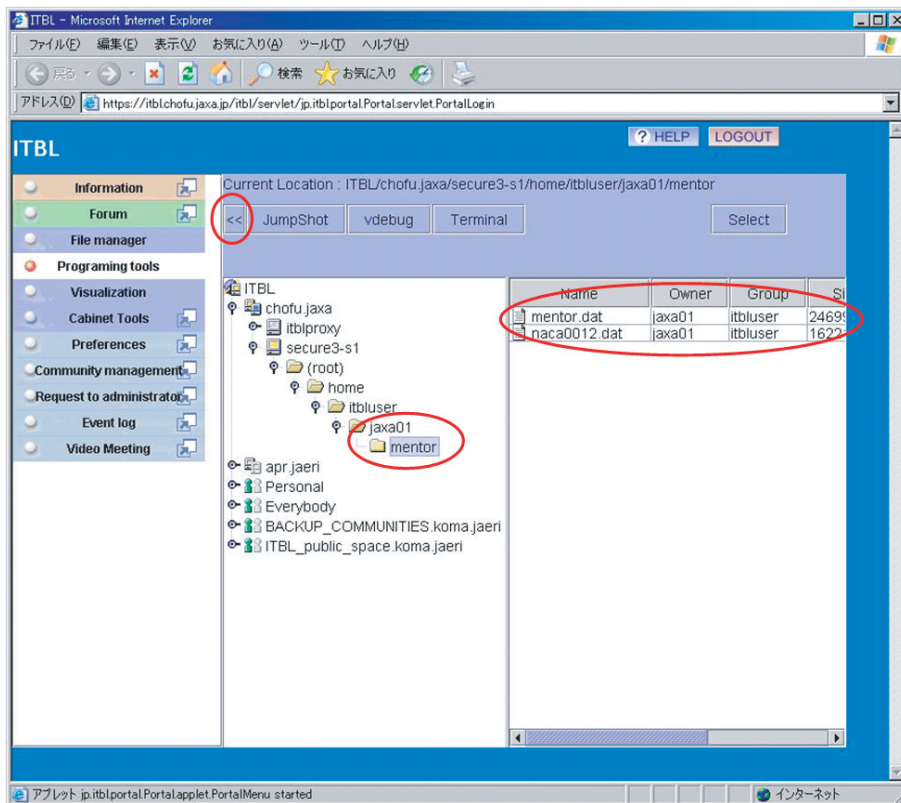 ITBL - Microsoft Internet Explorer
ファイル(F) 編集(E) 表示(V) お気に入り(A) ツール(T) ヘルプ(H)
戻る 検索 お気に入り
アドレス(D) https://itbl.chofu.jaxa.jp/itbl/servlet/jp.itbl.portal.Portal.servlet.PortalLogin
? HELP LOGOUT
ITBL
Information
Forum
File manager
Programing tools
Visualization
Cabinet Tools
Preferences
Community management
Request to administrator
Event log
Video Meeting
Current Location : ITBL/chofu.jaxa/secure3-s1/home/itbluser/jaxa01/mentor
<< JumpShot vdebug Terminal Select
ITBL
chofu.jaxa
itblproxy
secure3-s1
(root)
home
itbluser
jaxa01
mentor
apr.jaeri
Personal
Everybody
BACKUP_COMMUNITIES.koma.jaeri
ITBL_public_space.koma.jaeri
Name Owner Group Si
mentor.dat jaxa01 itbluser 24699
naca0012.dat jaxa01 itbluser 1622
アプレット jp.itbl.portal.Portal.applet.PortalMenu started インターネット